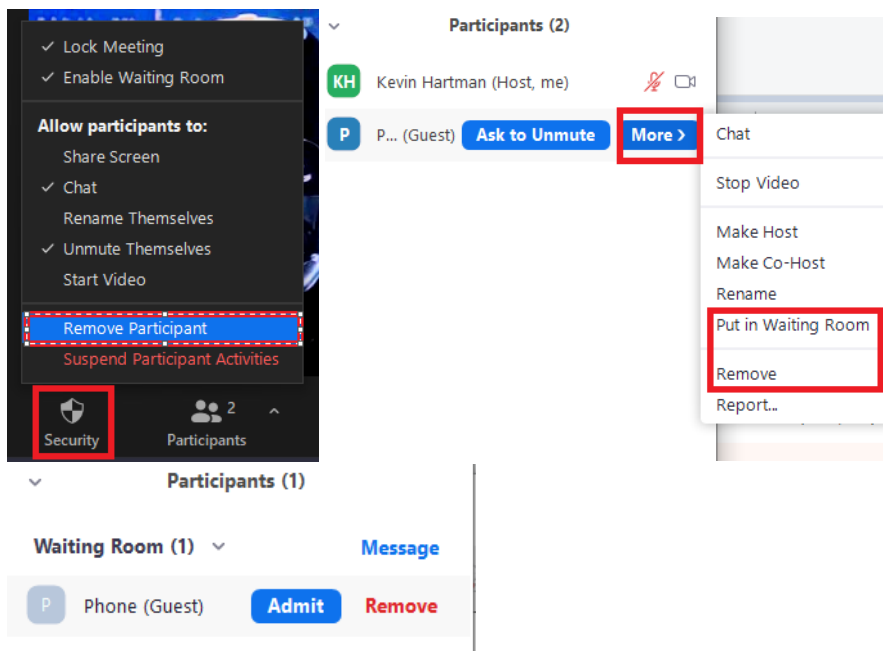 Lock Meeting
Enable Waiting Room
Allow participants to:
Share Screen
Chat
Rename Themselves
Unmute Themselves
Start Video
Remove Participant
Suspend Participant Activities
Security
2
Participants
Participants (2)
KH Kevin Hartman (Host, me)
P P... (Guest) Ask to Unmute More >
Chat
Stop Video
Make Host
Make Co-Host
Rename
Put in Waiting Room
Remove
Report...
Participants (1)
Waiting Room (1) Message
P Phone (Guest) Admit Remove